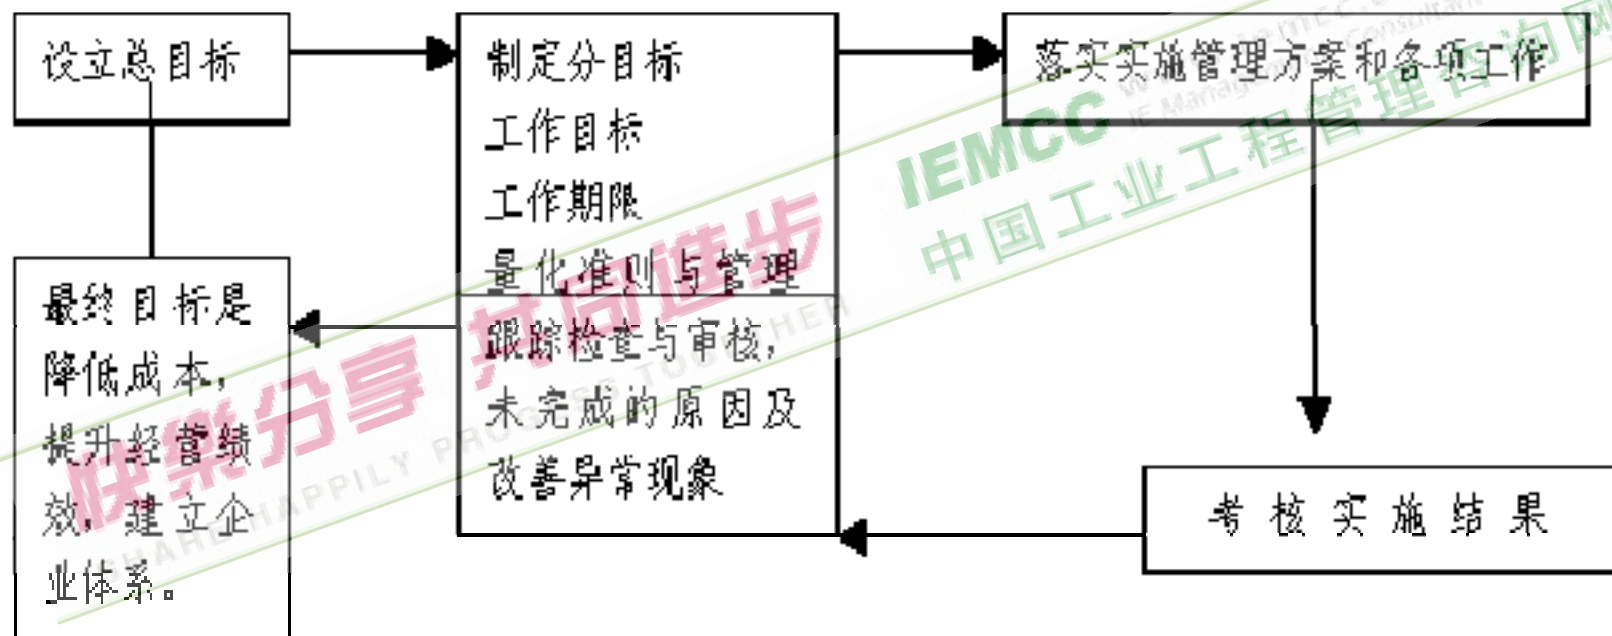 设立总目标
制定分目标
工作目标
工作期限
量化准则与管理
落实实施管理方案和各项工作
考核实施结果
跟踪检查与审核，
未完成的原因及
改善异常现象
最终目标是
降低成本，
提升经营绩
效，建立企
业体系。
快樂分享 共同進步
SHARE HAPPILY PROGRESS TOGETHER
IEMCC
中国工业工程管理咨询网